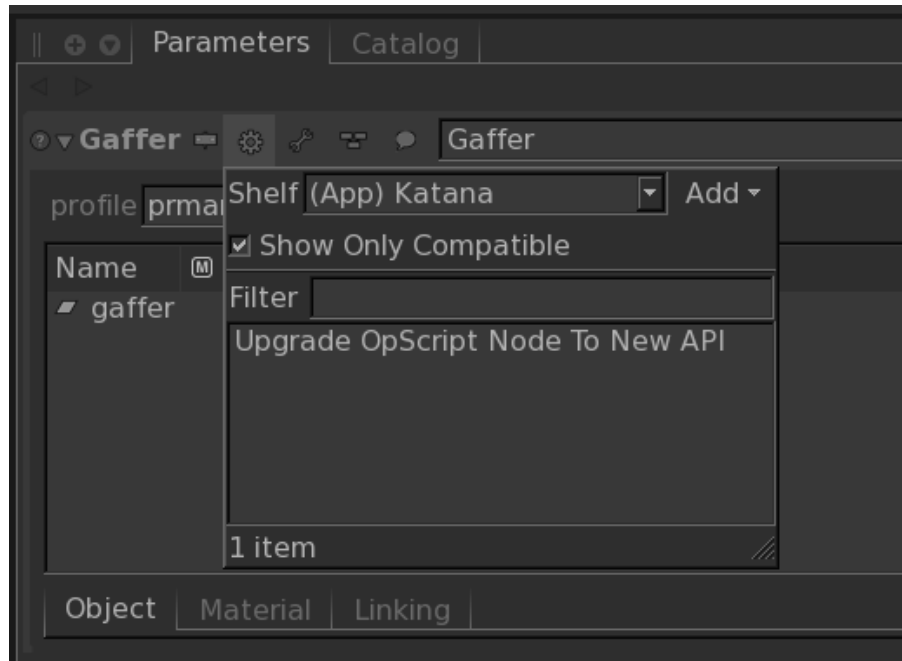 Parameters Catalog
Gaffer Gaffer
profile prma
Shelf (App) Katana Add
Show Only Compatible
Name M
Filter
gaffer
Upgrade OpScript Node To New API
1 item
Object Material Linking